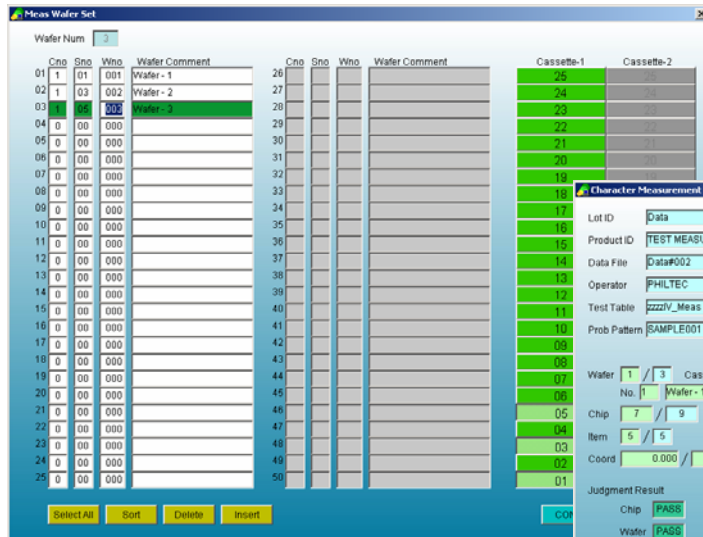 Meas Wafer Set
Wafer Num 3
Cno Sno Wno Wafer Comment
01 1 01 001 Wafer - 1
02 1 03 002 Wafer - 2
03 1 05 003 Wafer - 3
04 0 00 000
05 0 00 000
06 0 00 000
07 0 00 000
08 0 00 000
09 0 00 000
10 0 00 000
11 0 00 000
12 0 00 000
13 0 00 000
14 0 00 000
15 0 00 000
16 0 00 000
17 0 00 000
18 0 00 000
19 0 00 000
20 0 00 000
21 0 00 000
22 0 00 000
23 0 00 000
24 0 00 000
25 0 00 000
Cno Sno Wno Wafer Comment
26
27
28
29
30
31
32
33
34
35
36
37
38
39
40
41
42
43
44
45
46
47
48
49
50
Cassette-1 Cassette-2
25 25
24 24
23 23
22 22
21 21
20 20
19 19
18
17
16
15
14
13
12
11
10
09
08
07
06
05
04
03
02
01
Select All Sort Delete Insert
Character Measurement
Lot ID Data
Product ID TEST MEASU
Data File Data#002
Operator PHILTEC
Test Table zzzzIV_Meas
Prob Pattern SAMPLE001
Wafer 1 / 3 Cas
No. 1 Wafer - 1
Chip 7 / 9
Item 5 / 5
Coord 0.000 /
Judgment Result
Chip PASS
Wafer PASS